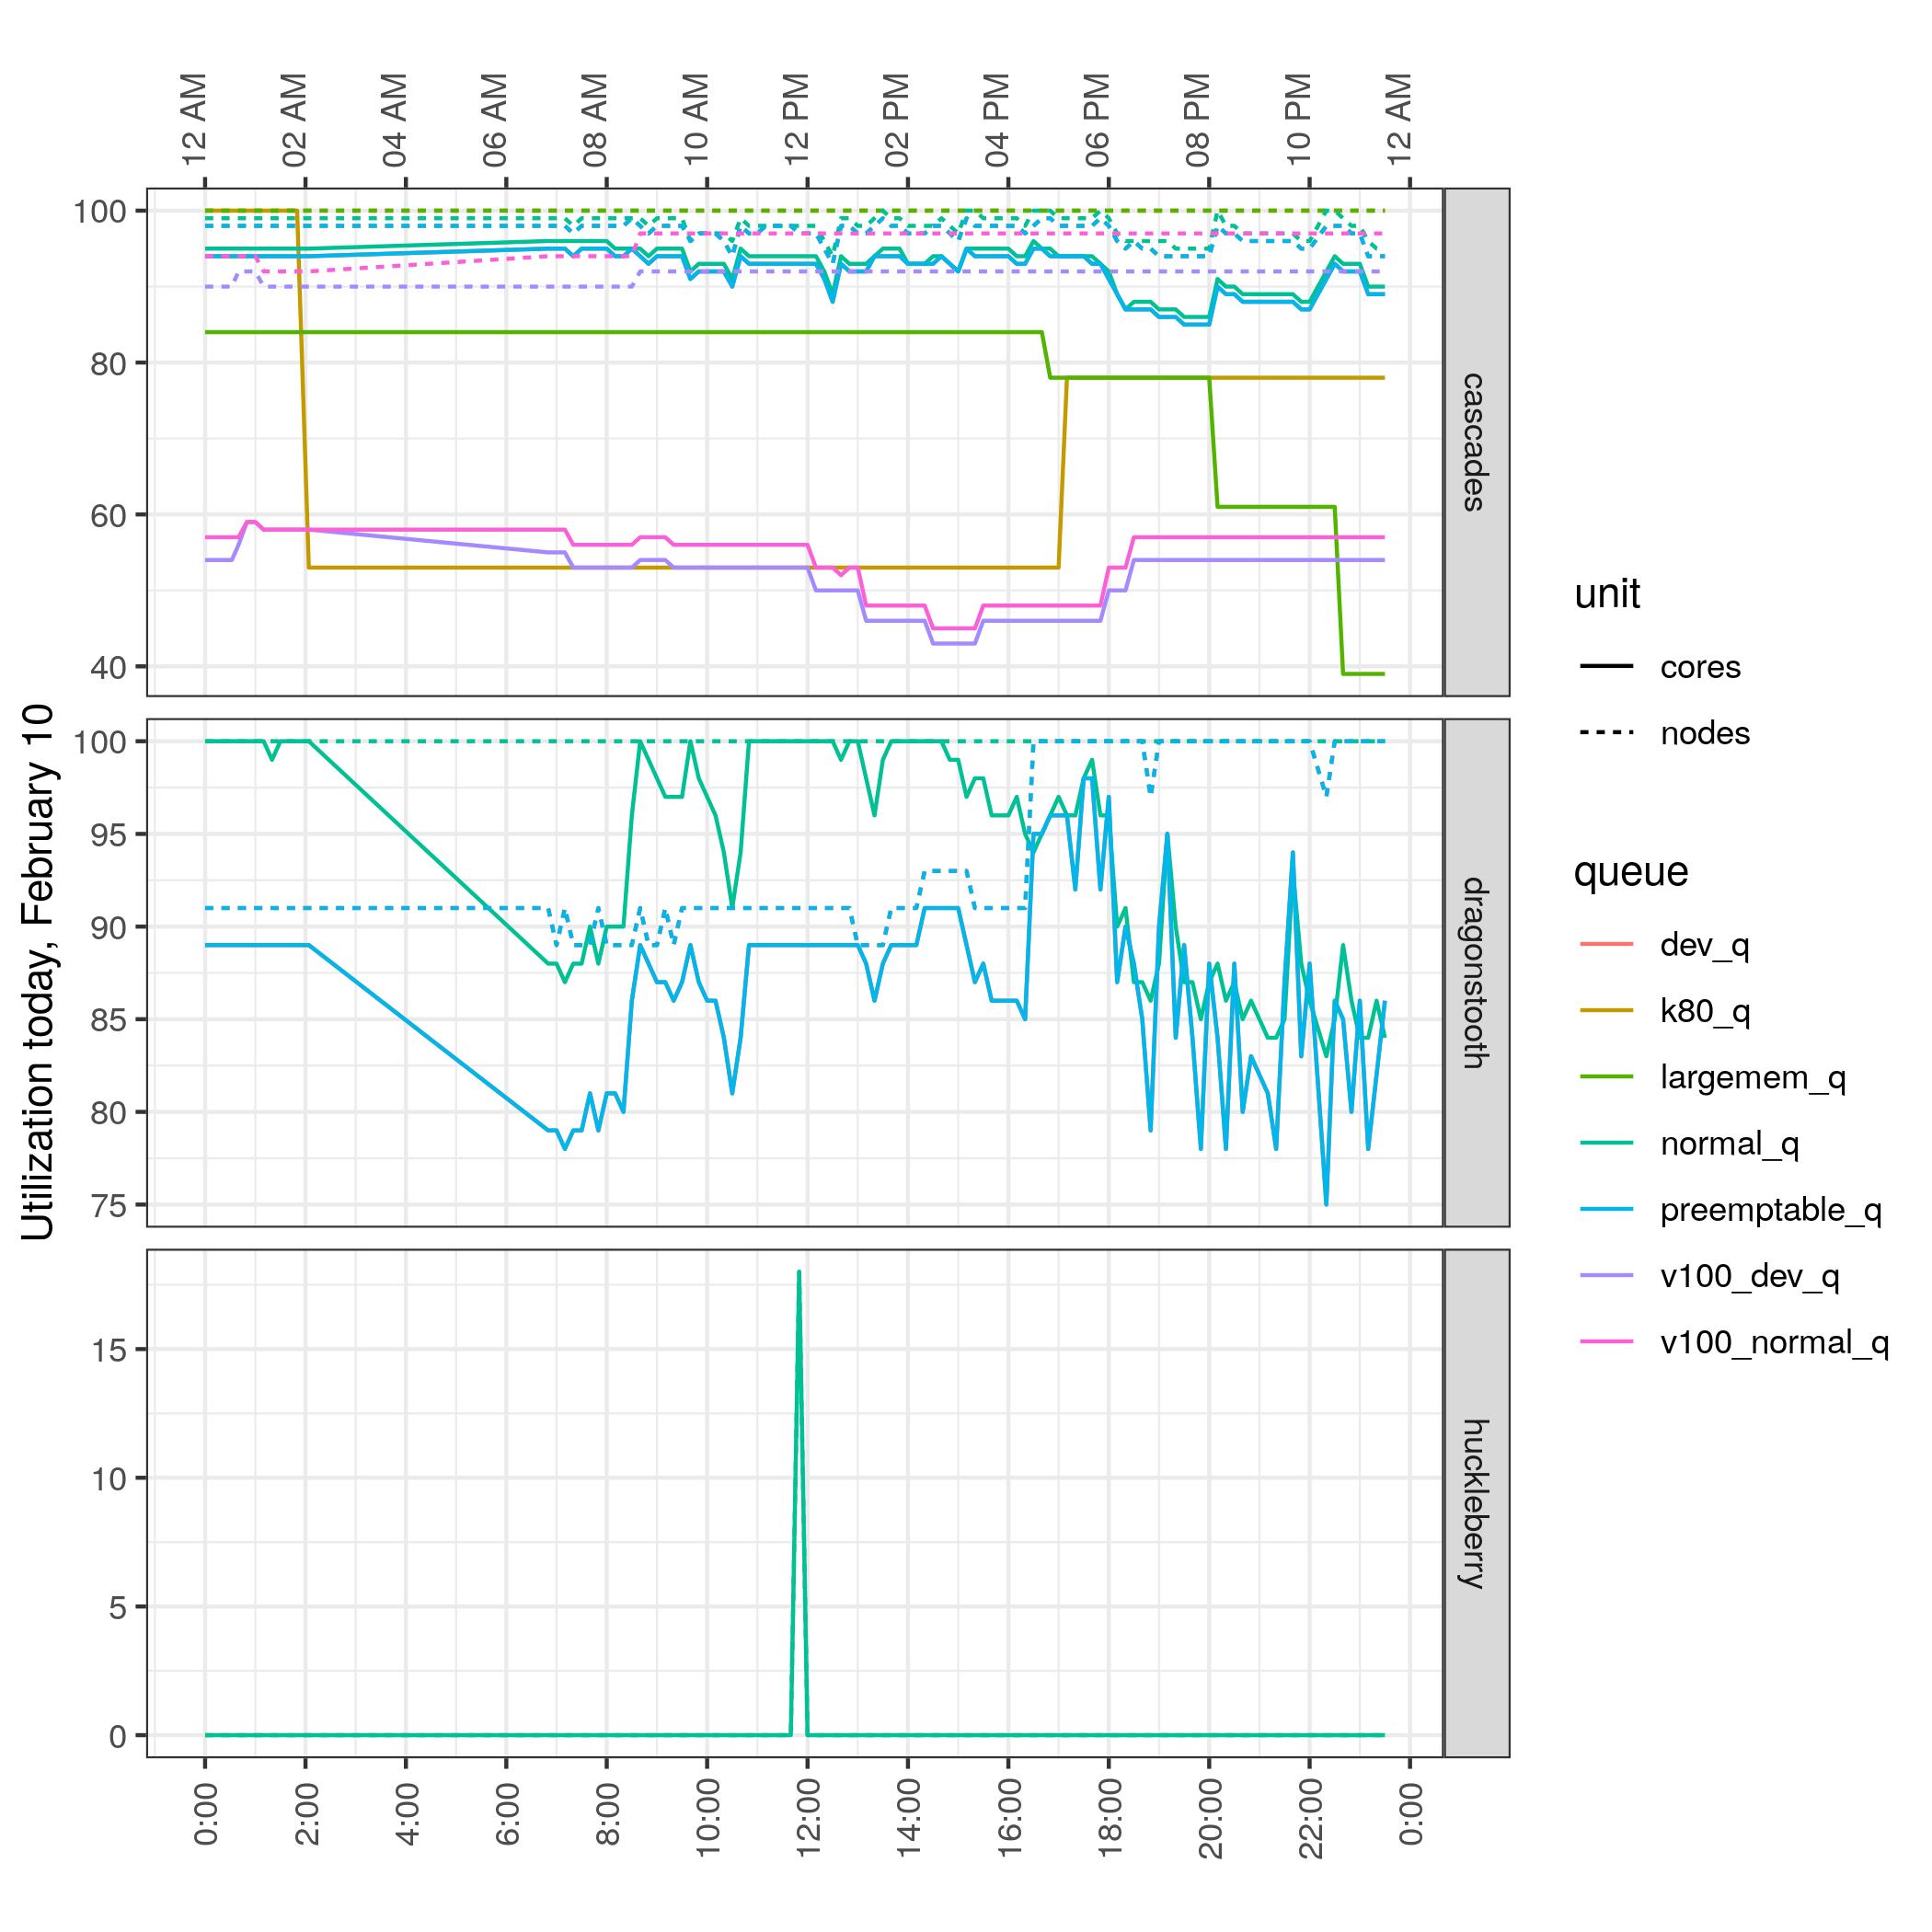 12 AM
02 AM
04 AM
06 AM
08 AM
10 AM
12 PM
02 PM
04 PM
06 PM
08 PM
10 PM
12 AM
Utilization today, February 10
100
80
60
40
cascades
100
95
90
85
80
75
dragonstooth
15
10
5
0
huckleberry
0:00
2:00
4:00
6:00
8:00
10:00
12:00
14:00
16:00
18:00
20:00
22:00
0:00
unit
cores
nodes
queue
dev_q
k80_q
largemem_q
normal_q
preemptable_q
v100_dev_q
v100_normal_q